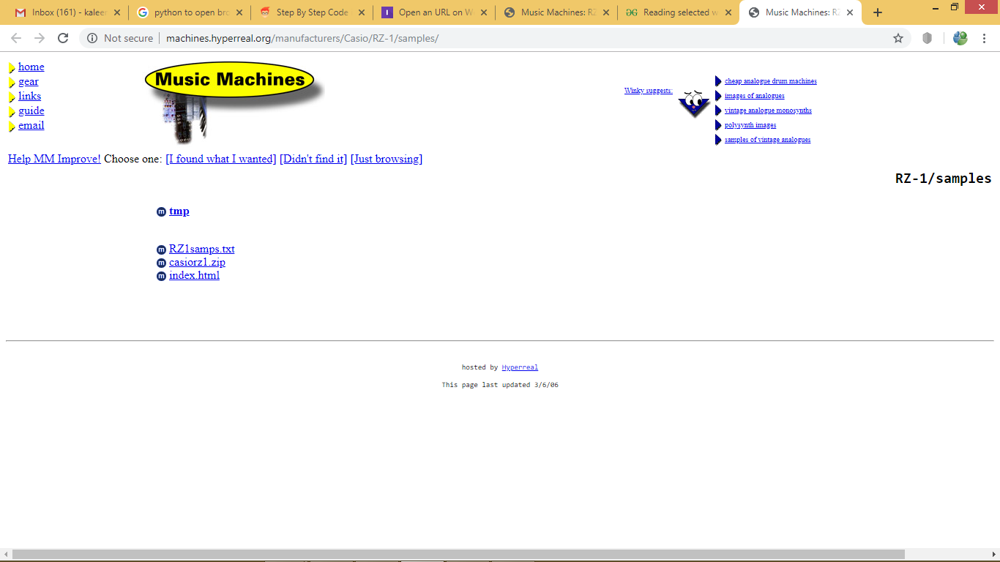 Inbox (161) - kaleer
python to open bro
Step By Step Code
Open an URL on W
Music Machines: RZ
Reading selected w
Music Machines: RZ
Not secure
machines.hyperreal.org/manufacturers/Casio/RZ-1/samples/
home
gear
links
guide
email
Music Machines
Winky suggests:
cheap analogue drum machines
images of analogues
vintage analogue monosynths
polysynth images
samples of vintage analogues
Help MM Improve! Choose one: [I found what I wanted] [Didn't find it] [Just browsing]
RZ-1/samples
m tmp
m RZ1samps.txt
m casiorz1.zip
m index.html
hosted by Hyperreal
This page last updated 3/6/06